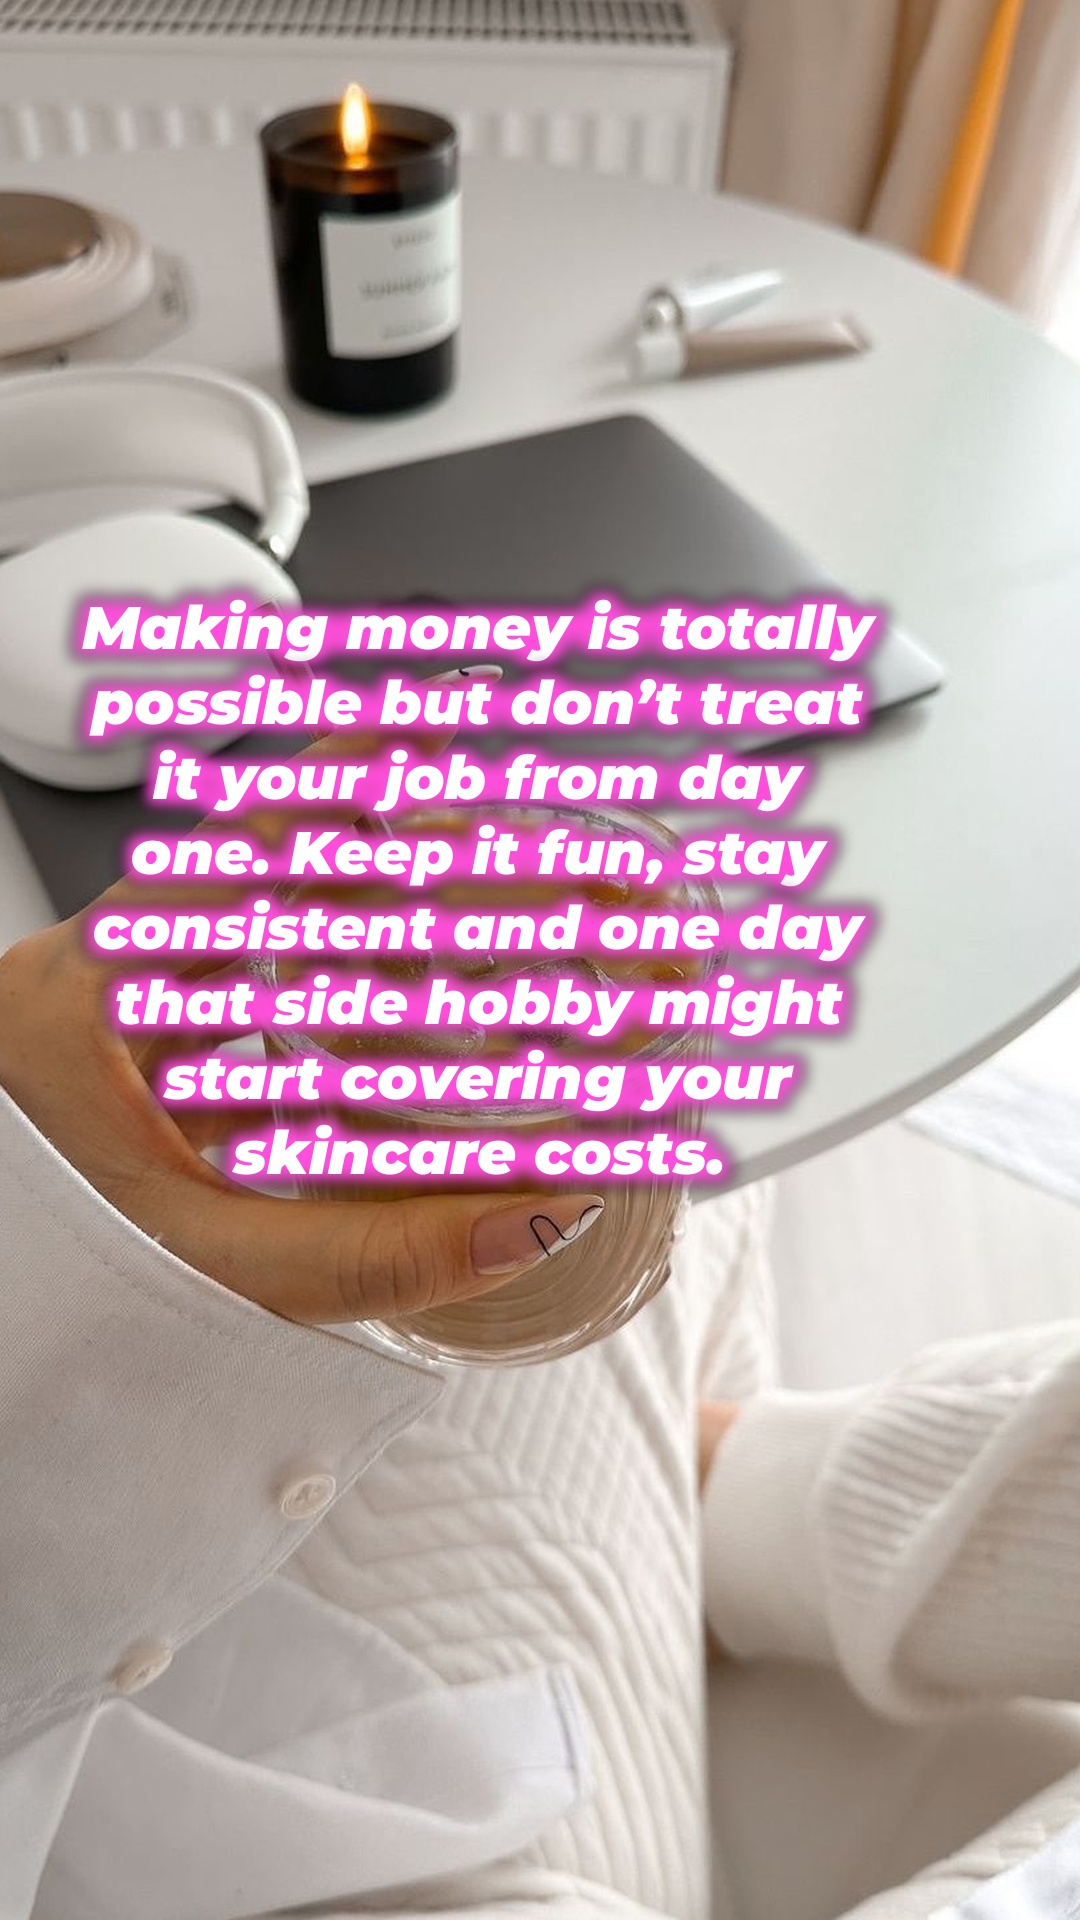 Making money is totally
possible but don’t treat
it your job from day
one. Keep it fun, stay
consistent and one day
that side hobby might
start covering your
skincare costs.